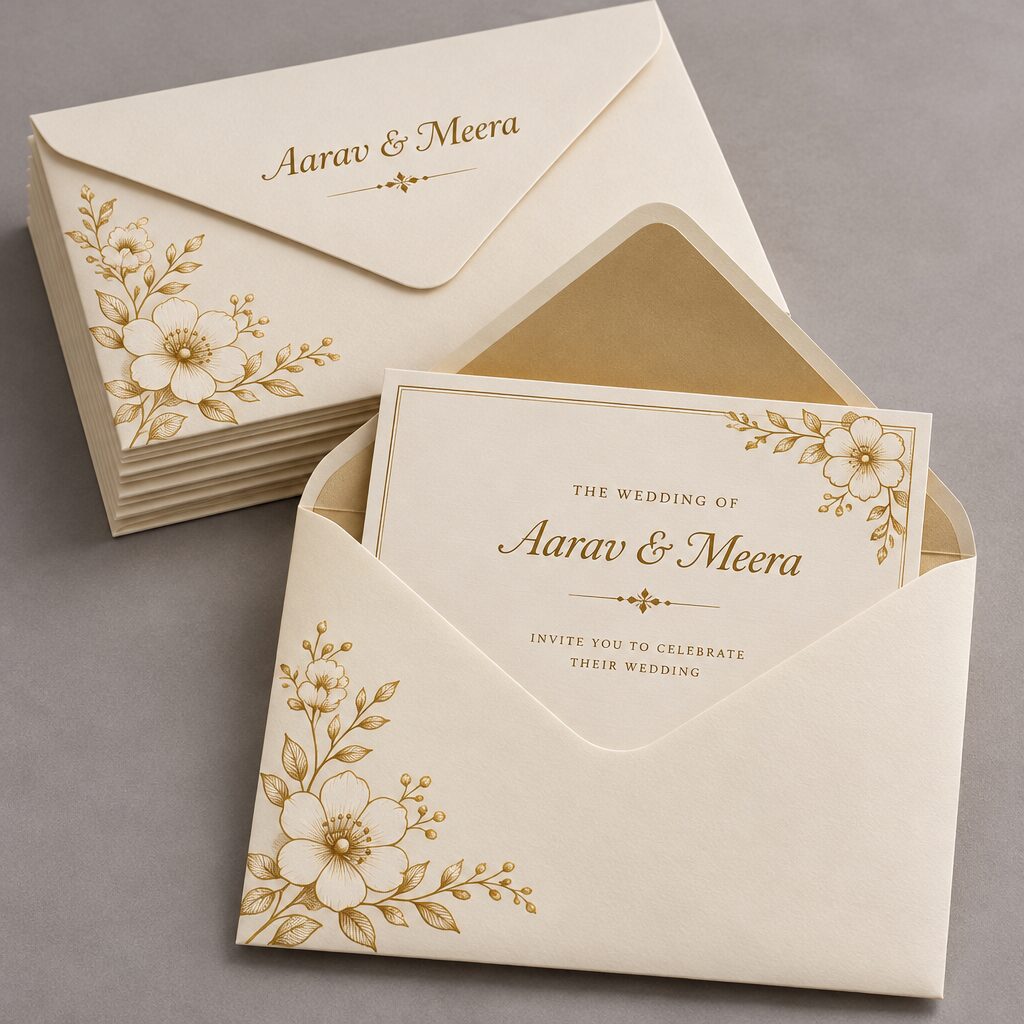 Aarav & Meera
THE WEDDING OF
Aarav & Meera
INVITE YOU TO CELEBRATE
THEIR WEDDING